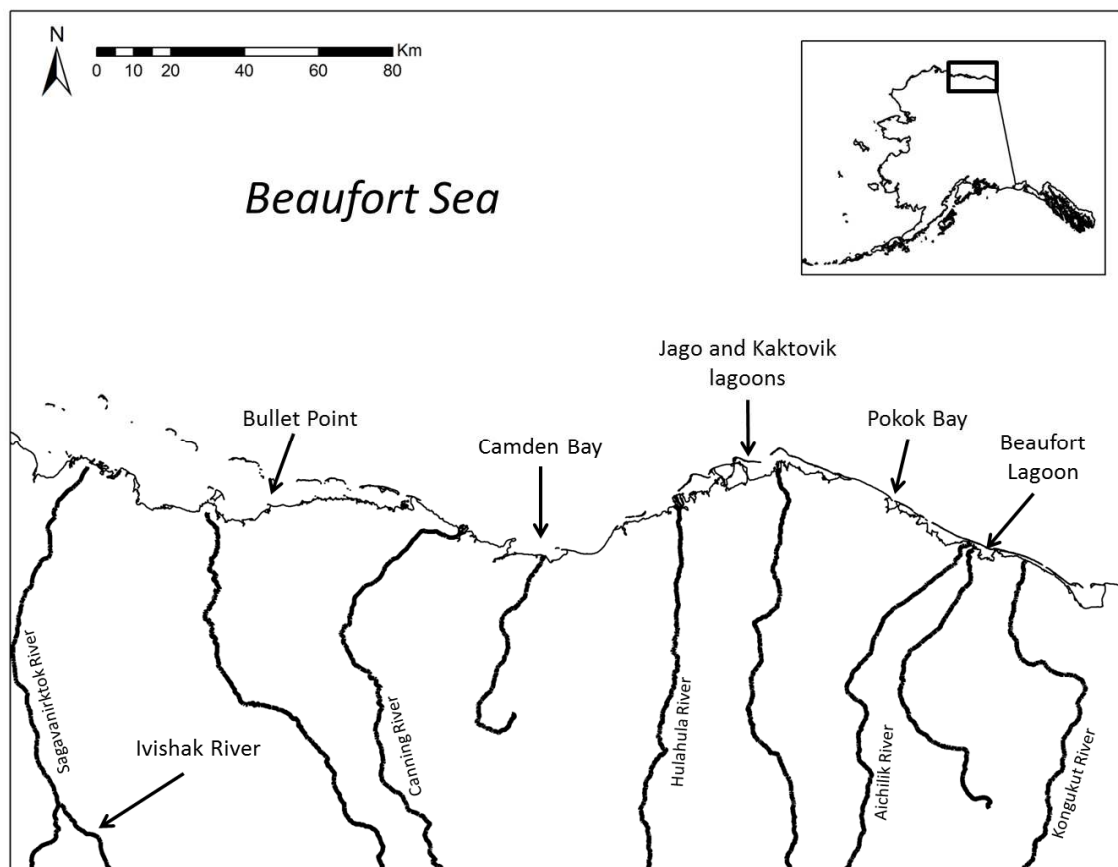 N
Km
0 10 20 40 60 80
Beaufort Sea
Jago and Kaktovik
lagoons
Bullet Point
Camden Bay
Pokok Bay
Beaufort
Lagoon
Sagavanirktok River
Ivishak River
Canning River
Hulahula River
Aichilik River
Kongukut River